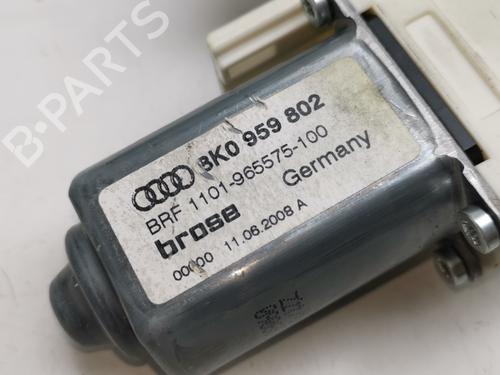 B-PARTS
8K0 959 802
BRF 1101-965575-100
brose Germany
00000 11.06.2008 A